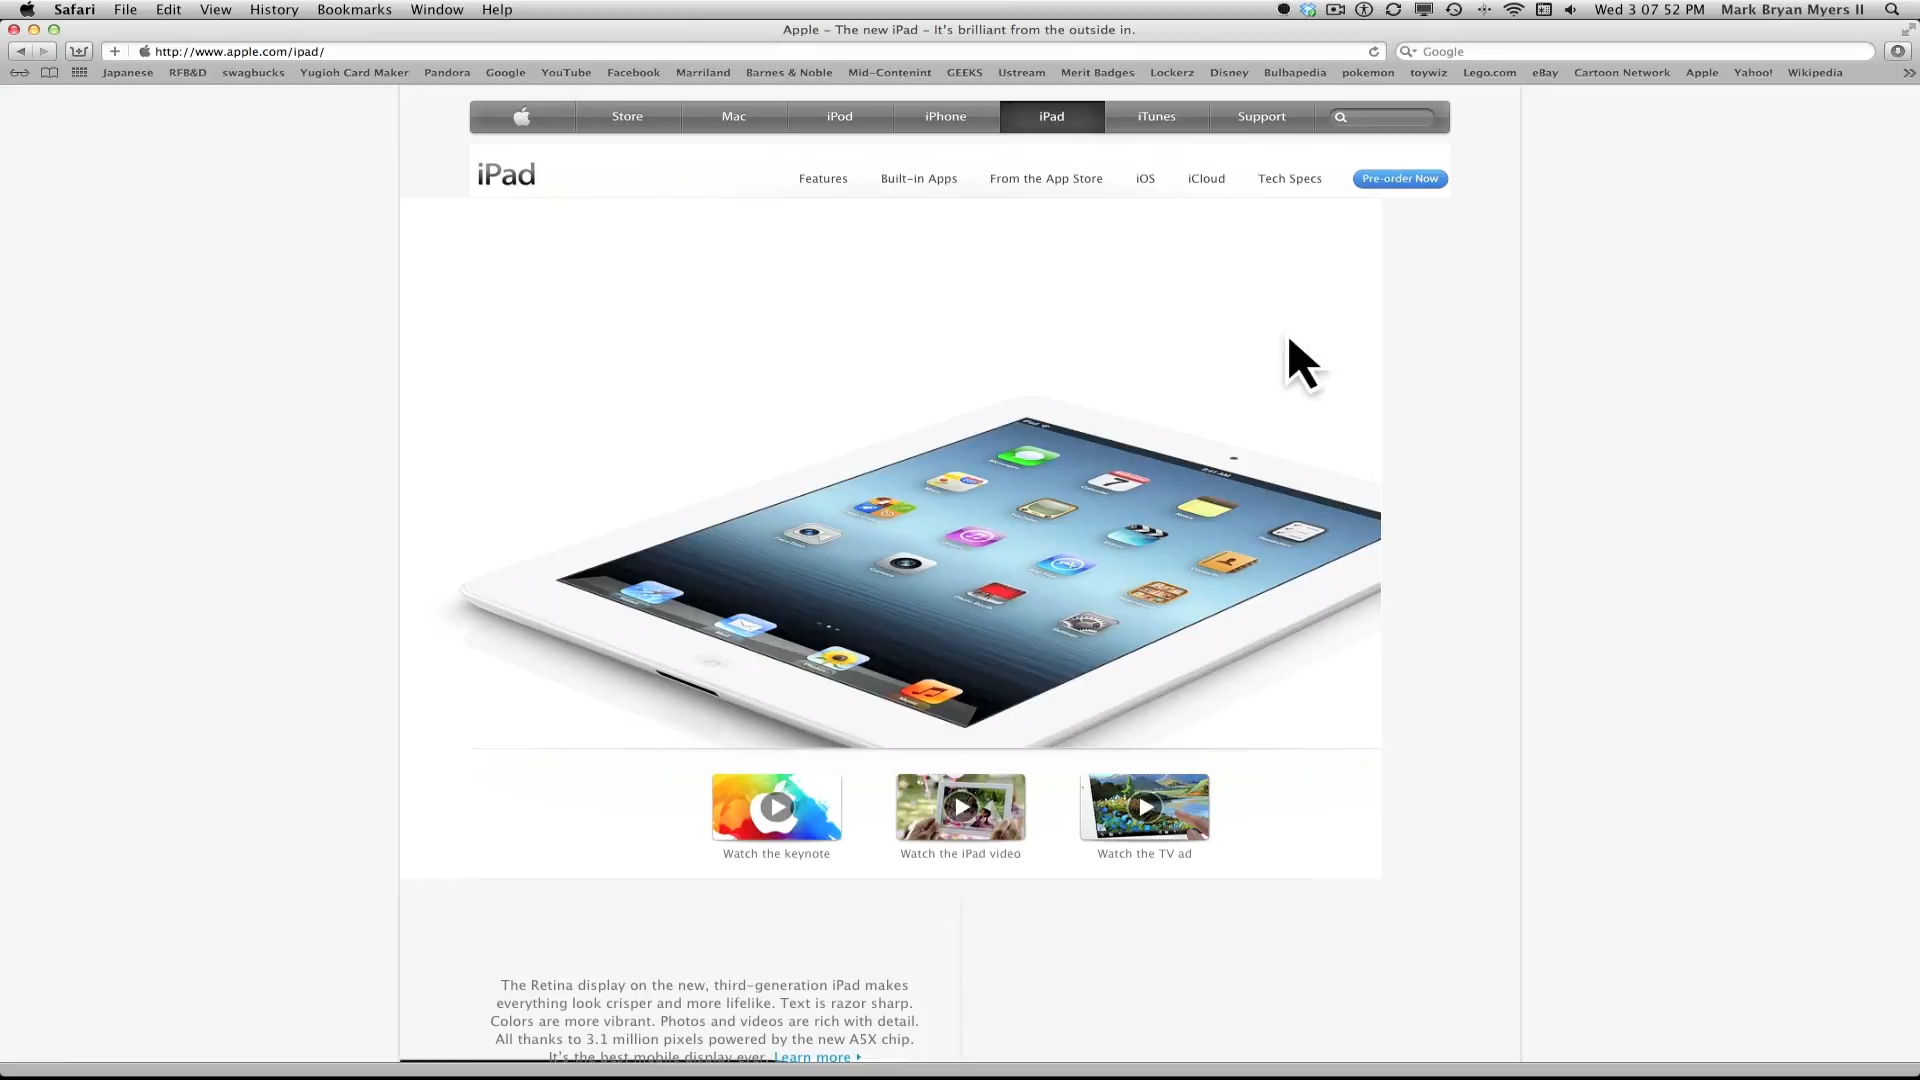 Safari File Edit View History Bookmarks Window Help Wed 3 07 52 PM Mark Bryan Myers II
Apple – The new iPad – It's brilliant from the outside in.
http://www.apple.com/ipad/ Google
Japanese RFB&D swagbucks Yugioh Card Maker Pandora Google YouTube Facebook Marriland Barnes & Noble Mid-Contenint GEEKS Ustream Merit Badges Lockerz Disney Bulbapedia pokemon toywiz Lego.com eBay Cartoon Network Apple Yahoo! Wikipedia
Store Mac iPod iPhone iPad iTunes Support
iPad
Features Built-in Apps From the App Store iOS iCloud Tech Specs Pre-order Now
7
Watch the keynote Watch the iPad video Watch the TV ad
The Retina display on the new, third-generation iPad makes
everything look crisper and more lifelike. Text is razor sharp.
Colors are more vibrant. Photos and videos are rich with detail.
All thanks to 3.1 million pixels powered by the new A5X chip.
It's the best mobile display ever. Learn more